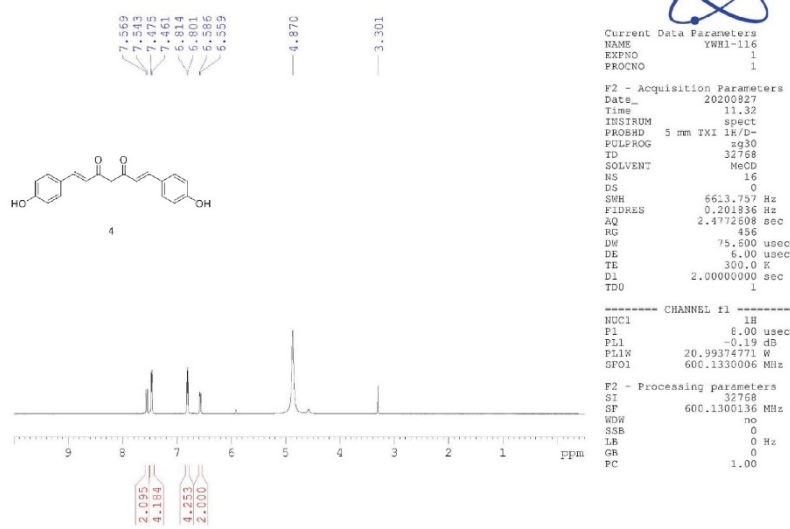 7.569
7.543
7.475
7.461
6.814
6.801
6.586
6.559
4.870
3.301
O O
HO OH
4
9 8 7 6 5 4 3 2 1 ppm
2.095
4.184
4.253
2.000
Current Data Parameters
NAME YWH1-116
EXPNO 1
PROCNO 1
F2 - Acquisition Parameters
Date_ 20200827
Time 11.32
INSTRUM spect
PROBHD 5 mm TXI 1H/D-
PULPROG zg30
TD 32768
SOLVENT MeOD
NS 16
DS 0
SWH 6613.757 Hz
FIDRES 0.201836 Hz
AQ 2.4772608 sec
RG 456
DW 75.600 usec
DE 6.00 usec
TE 300.0 K
D1 2.00000000 sec
TD0 1
======== CHANNEL f1 ========
NUC1 1H
P1 8.00 usec
PL1 -0.19 dB
PL1W 20.99374771 W
SFO1 600.1330006 MHz
F2 - Processing parameters
SI 32768
SF 600.1300136 MHz
WDW no
SSB 0
LB 0 Hz
GB 0
PC 1.00